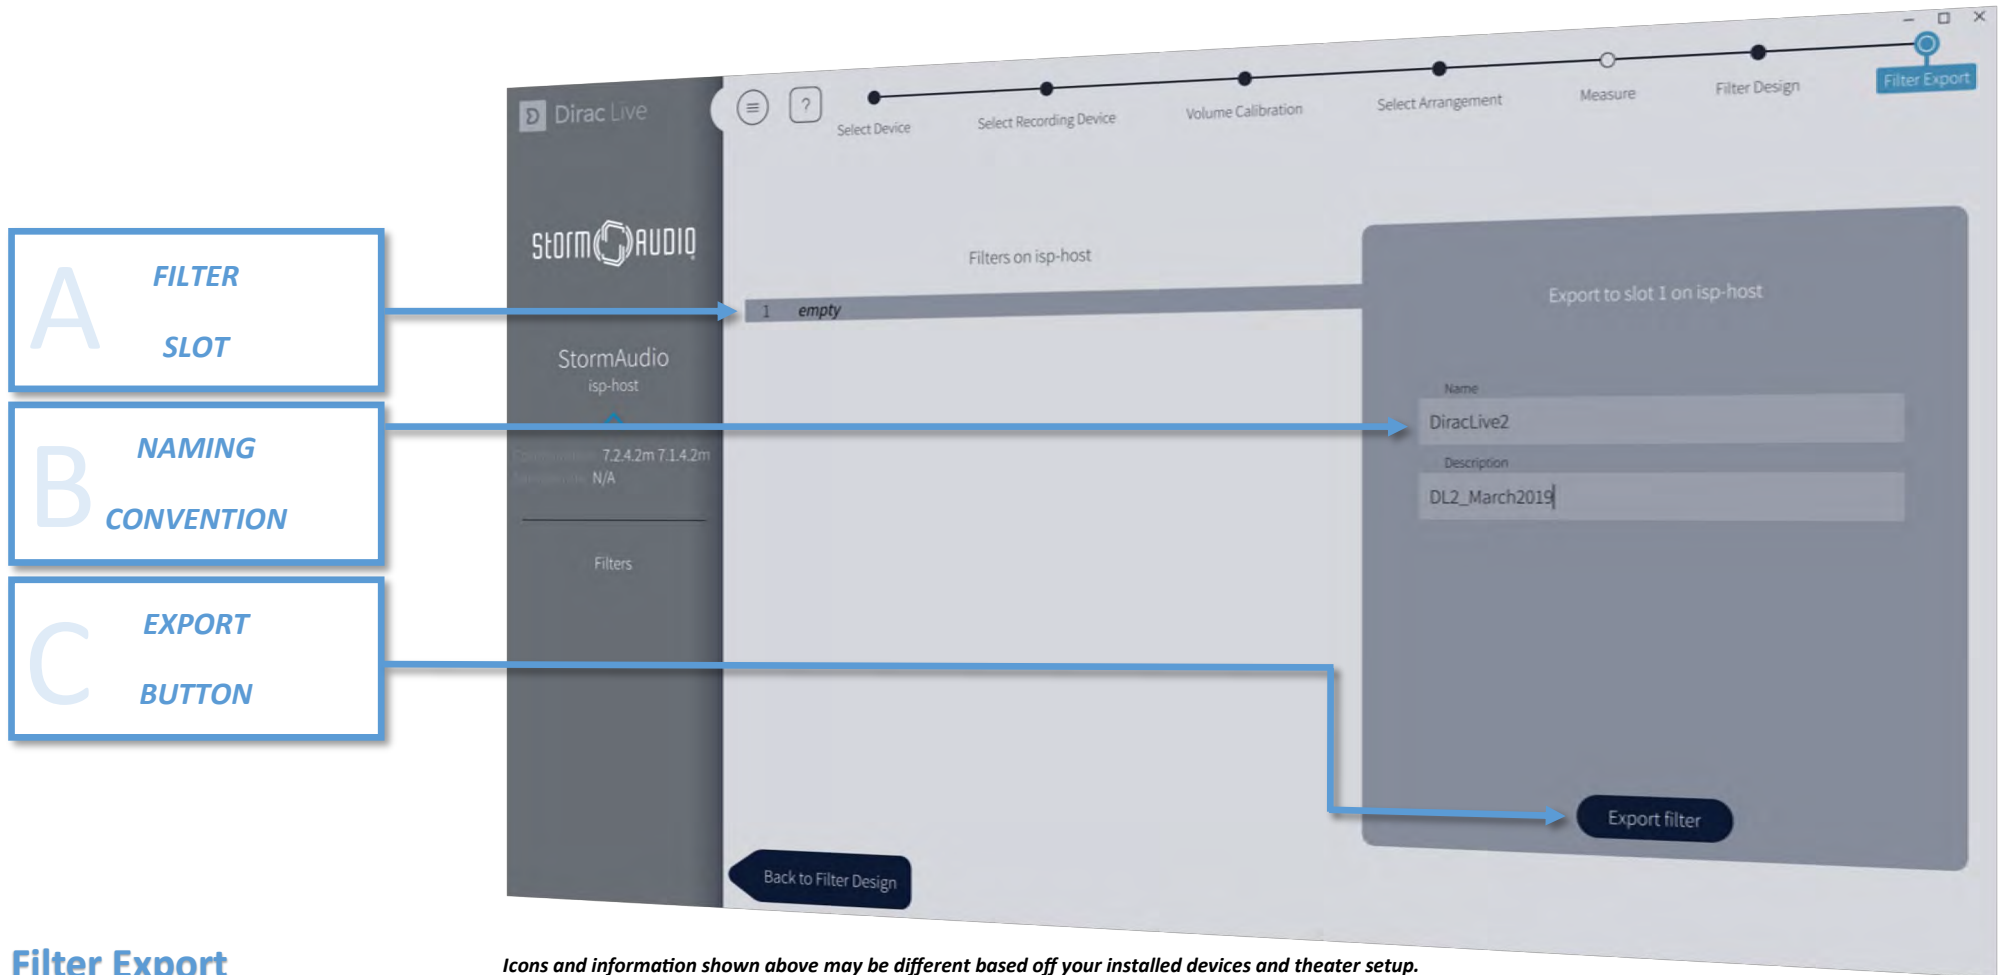 Dirac Live
Select Device
Select Recording Device
Volume Calibration
Select Arrangement
Measure
Filter Design
Filter Export
?
STORMAUDIO
StormAudio
isp-host
7.2.4.2m 7.1.4.2m
N/A
Filters
Filters on isp-host
1 empty
Export to slot 1 on isp-host
Name
DiracLive2
Description
DL2_March2019
Export filter
Back to Filter Design
A
FILTER
SLOT
B
NAMING
CONVENTION
C
EXPORT
BUTTON
Filter Export
Icons and information shown above may be different based off your installed devices and theater setup.